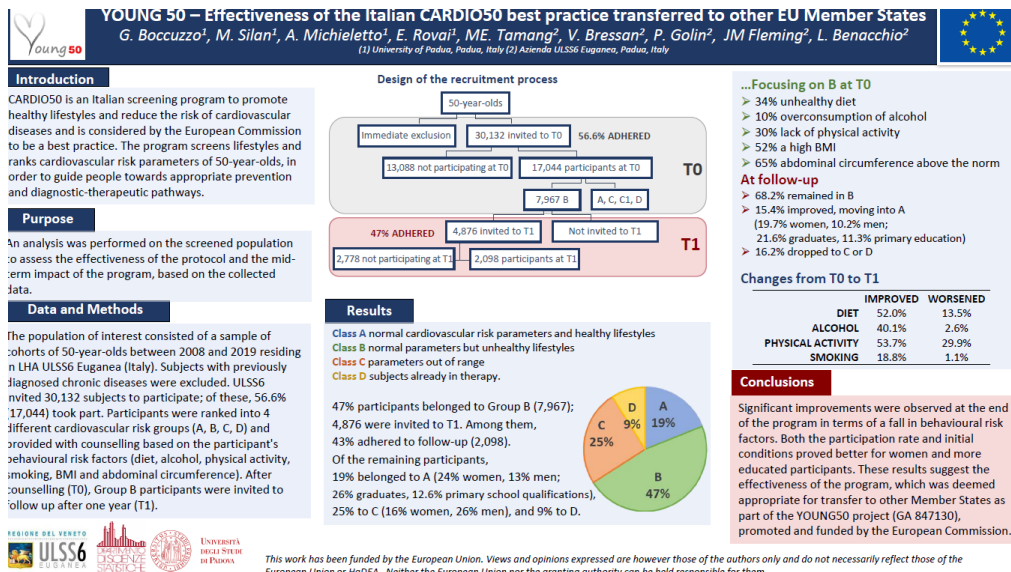 YOUNG 50 – Effectiveness of the Italian CARDIO50 best practice transferred to other EU Member States
G. Boccuzzo¹, M. Silan¹, A. Michieletto¹, E. Rovai¹, ME. Tamang², V. Bressan², P. Golin², JM Fleming², L. Benacchio²
(1) University of Padua, Padua, Italy (2) Azienda ULSS6 Euganea, Padua, Italy
Young 50
Introduction
CARDIO50 is an Italian screening program to promote
healthy lifestyles and reduce the risk of cardiovascular
diseases and is considered by the European Commission
to be a best practice. The program screens lifestyles and
ranks cardiovascular risk parameters of 50-year-olds, in
order to guide people towards appropriate prevention
and diagnostic-therapeutic pathways.
Purpose
An analysis was performed on the screened population
to assess the effectiveness of the protocol and the mid-
term impact of the program, based on the collected
data.
Data and Methods
The population of interest consisted of a sample of
cohorts of 50-year-olds between 2008 and 2019 residing
in LHA ULSS6 Euganea (Italy). Subjects with previously
diagnosed chronic diseases were excluded. ULSS6
invited 30,132 subjects to participate; of these, 56.6%
(17,044) took part. Participants were ranked into 4
different cardiovascular risk groups (A, B, C, D) and
provided with counselling based on the participant's
behavioural risk factors (diet, alcohol, physical activity,
smoking, BMI and abdominal circumference). After
counselling (T0), Group B participants were invited to
follow up after one year (T1).
Design of the recruitment process
50-year-olds
Immediate exclusion
30,132 invited to T0
56.6% ADHERED
13,088 not participating at T0
17,044 participants at T0
T0
7,967 B
A, C, C1, D
47% ADHERED
4,876 invited to T1
Not invited to T1
T1
2,778 not participating at T1
2,098 participants at T1
Results
Class A normal cardiovascular risk parameters and healthy lifestyles
Class B normal parameters but unhealthy lifestyles
Class C parameters out of range
Class D subjects already in therapy.
47% participants belonged to Group B (7,967);
4,876 were invited to T1. Among them,
43% adhered to follow-up (2,098).
Of the remaining participants,
19% belonged to A (24% women, 13% men;
26% graduates, 12.6% primary school qualifications),
25% to C (16% women, 26% men), and 9% to D.
D
9%
A
19%
C
25%
B
47%
...Focusing on B at T0
➢ 34% unhealthy diet
➢ 10% overconsumption of alcohol
➢ 30% lack of physical activity
➢ 52% a high BMI
➢ 65% abdominal circumference above the norm
At follow-up
➢ 68.2% remained in B
➢ 15.4% improved, moving into A
(19.7% women, 10.2% men;
21.6% graduates, 11.3% primary education)
➢ 16.2% dropped to C or D
Changes from T0 to T1
IMPROVED WORSENED
DIET 52.0% 13.5%
ALCOHOL 40.1% 2.6%
PHYSICAL ACTIVITY 53.7% 29.9%
SMOKING 18.8% 1.1%
Conclusions
Significant improvements were observed at the end
of the program in terms of a fall in behavioural risk
factors. Both the participation rate and initial
conditions proved better for women and more
educated participants. These results suggest the
effectiveness of the program, which was deemed
appropriate for transfer to other Member States as
part of the YOUNG50 project (GA 847130),
promoted and funded by the European Commission.
REGIONE DEL VENETO
ULSS6
EUGANEA
DIPARTIMENTO
DI SCIENZE
STATISTICHE
UNIVERSITÀ
DEGLI STUDI
DI PADOVA
This work has been funded by the European Union. Views and opinions expressed are however those of the authors only and do not necessarily reflect those of the
European Union or HaDEA. Neither the European Union nor the granting authority can be held responsible for them.